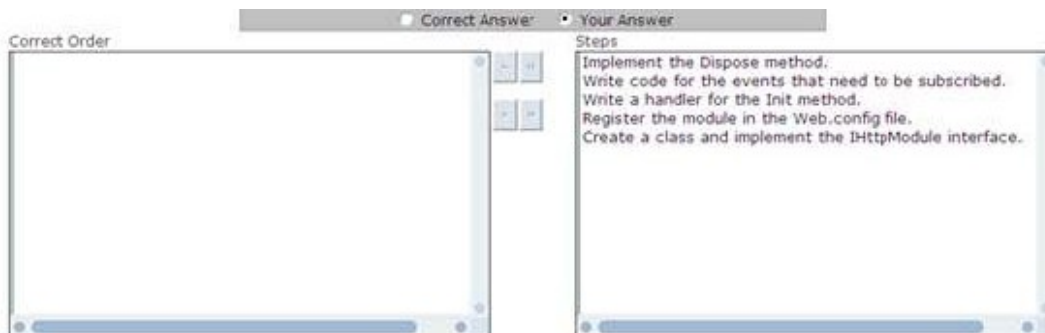 Correct Answer Your Answer
Correct Order
Steps
Implement the Dispose method.
Write code for the events that need to be subscribed.
Write a handler for the Init method.
Register the module in the Web.config file.
Create a class and implement the IHttpModule interface.